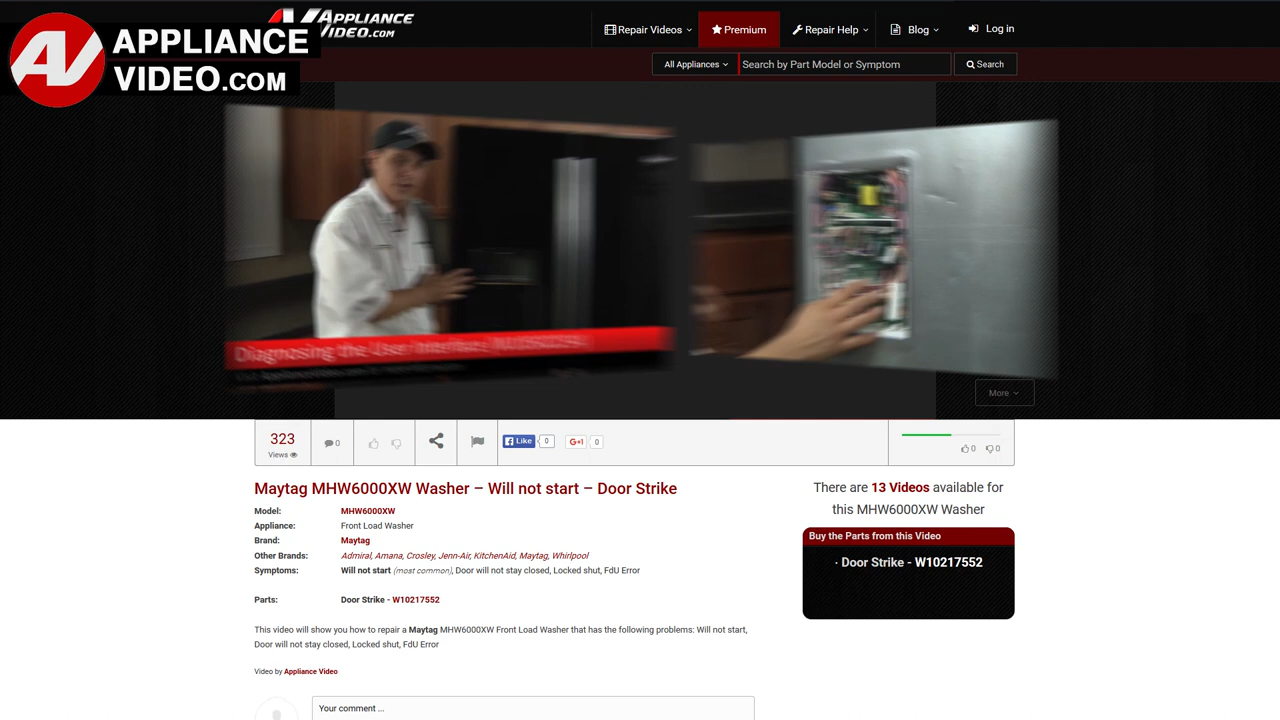 APPLIANCE
VIDEO.COM
APPLIANCE
VIDEO.COM
Repair Videos
Premium
Repair Help
Blog
Log in
All Appliances
Search by Part Model or Symptom
Search
Diagnosing the User Interface
More
323
Views
0
Like
0
G+1
0
0
0
Maytag MHW6000XW Washer – Will not start – Door Strike
Model: MHW6000XW
Appliance: Front Load Washer
Brand: Maytag
Other Brands: Admiral, Amana, Crosley, Jenn-Air, KitchenAid, Maytag, Whirlpool
Symptoms: Will not start (most common), Door will not stay closed, Locked shut, FdU Error
Parts: Door Strike - W10217552
This video will show you how to repair a Maytag MHW6000XW Front Load Washer that has the following problems: Will not start,
Door will not stay closed, Locked shut, FdU Error
Video by Appliance Video
Your comment ...
There are 13 Videos available for
this MHW6000XW Washer
Buy the Parts from this Video
· Door Strike - W10217552